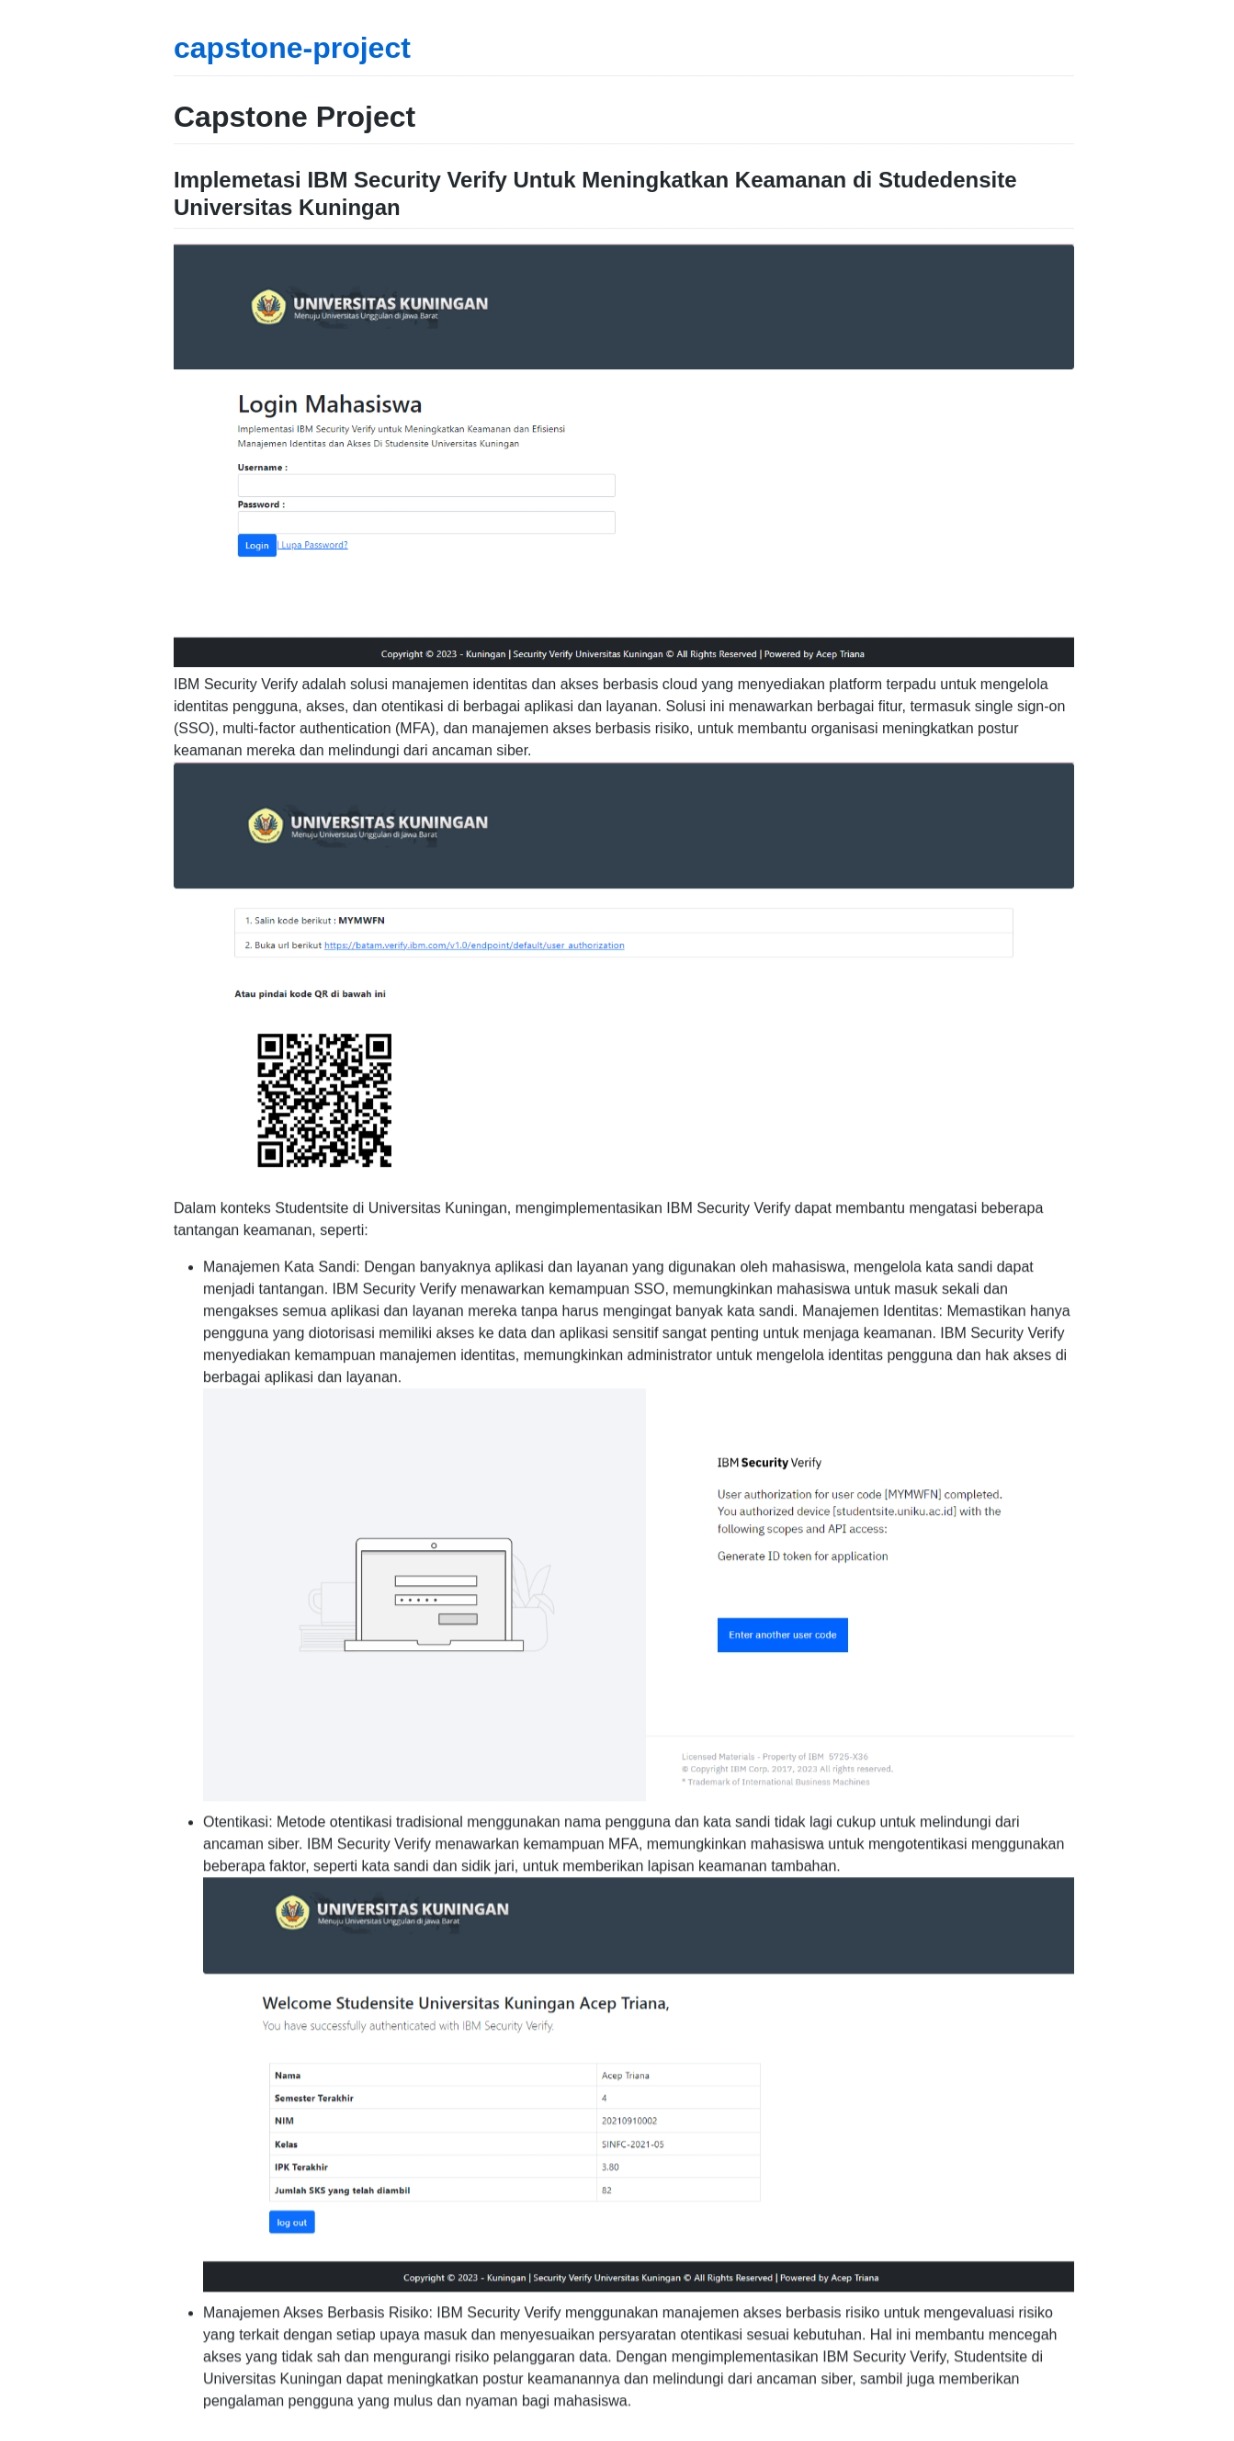 capstone-project
Capstone Project
Implemetasi IBM Security Verify Untuk Meningkatkan Keamanan di Studedensite
Universitas Kuningan
UNIVERSITAS KUNINGAN
Menuju Universitas Unggulan di Jawa Barat
Login Mahasiswa
Implementasi IBM Security Verify untuk Meningkatkan Keamanan dan Efisiensi
Manajemen Identitas dan Akses Di Studensite Universitas Kuningan
Username :
Password :
Login | Lupa Password?
Copyright © 2023 - Kuningan | Security Verify Universitas Kuningan © All Rights Reserved | Powered by Acep Triana
IBM Security Verify adalah solusi manajemen identitas dan akses berbasis cloud yang menyediakan platform terpadu untuk mengelola
identitas pengguna, akses, dan otentikasi di berbagai aplikasi dan layanan. Solusi ini menawarkan berbagai fitur, termasuk single sign-on
(SSO), multi-factor authentication (MFA), dan manajemen akses berbasis risiko, untuk membantu organisasi meningkatkan postur
keamanan mereka dan melindungi dari ancaman siber.
UNIVERSITAS KUNINGAN
Menuju Universitas Unggulan di Jawa Barat
1. Salin kode berikut : MYMWFN
2. Buka url berikut https://batam.verify.ibm.com/v1.0/endpoint/default/user_authorization
Atau pindai kode QR di bawah ini
Dalam konteks Studentsite di Universitas Kuningan, mengimplementasikan IBM Security Verify dapat membantu mengatasi beberapa
tantangan keamanan, seperti:
• Manajemen Kata Sandi: Dengan banyaknya aplikasi dan layanan yang digunakan oleh mahasiswa, mengelola kata sandi dapat
menjadi tantangan. IBM Security Verify menawarkan kemampuan SSO, memungkinkan mahasiswa untuk masuk sekali dan
mengakses semua aplikasi dan layanan mereka tanpa harus mengingat banyak kata sandi. Manajemen Identitas: Memastikan hanya
pengguna yang diotorisasi memiliki akses ke data dan aplikasi sensitif sangat penting untuk menjaga keamanan. IBM Security Verify
menyediakan kemampuan manajemen identitas, memungkinkan administrator untuk mengelola identitas pengguna dan hak akses di
berbagai aplikasi dan layanan.
IBM Security Verify
User authorization for user code [MYMWFN] completed.
You authorized device [studentsite.uniku.ac.id] with the
following scopes and API access:
Generate ID token for application
Enter another user code
Licensed Materials - Property of IBM 5725-X36
© Copyright IBM Corp. 2017, 2023 All rights reserved.
* Trademark of International Business Machines
• Otentikasi: Metode otentikasi tradisional menggunakan nama pengguna dan kata sandi tidak lagi cukup untuk melindungi dari
ancaman siber. IBM Security Verify menawarkan kemampuan MFA, memungkinkan mahasiswa untuk mengotentikasi menggunakan
beberapa faktor, seperti kata sandi dan sidik jari, untuk memberikan lapisan keamanan tambahan.
UNIVERSITAS KUNINGAN
Menuju Universitas Unggulan di Jawa Barat
Welcome Studensite Universitas Kuningan Acep Triana,
You have successfully authenticated with IBM Security Verify.
Nama Acep Triana
Semester Terakhir 4
NIM 20210910002
Kelas SINFC-2021-05
IPK Terakhir 3.80
Jumlah SKS yang telah diambil 82
log out
Copyright © 2023 - Kuningan | Security Verify Universitas Kuningan © All Rights Reserved | Powered by Acep Triana
• Manajemen Akses Berbasis Risiko: IBM Security Verify menggunakan manajemen akses berbasis risiko untuk mengevaluasi risiko
yang terkait dengan setiap upaya masuk dan menyesuaikan persyaratan otentikasi sesuai kebutuhan. Hal ini membantu mencegah
akses yang tidak sah dan mengurangi risiko pelanggaran data. Dengan mengimplementasikan IBM Security Verify, Studentsite di
Universitas Kuningan dapat meningkatkan postur keamanannya dan melindungi dari ancaman siber, sambil juga memberikan
pengalaman pengguna yang mulus dan nyaman bagi mahasiswa.